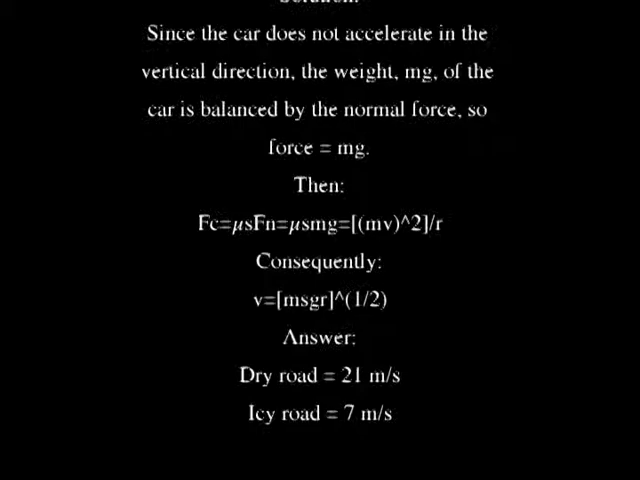 Solution:
Since the car does not accelerate in the
vertical direction, the weight, mg, of the
car is balanced by the normal force, so
force = mg.
Then:
Fc=µsFn=µsmg=[(mv)^2]/r
Consequently:
v=[msgr]^(1/2)
Answer:
Dry road = 21 m/s
Icy road = 7 m/s